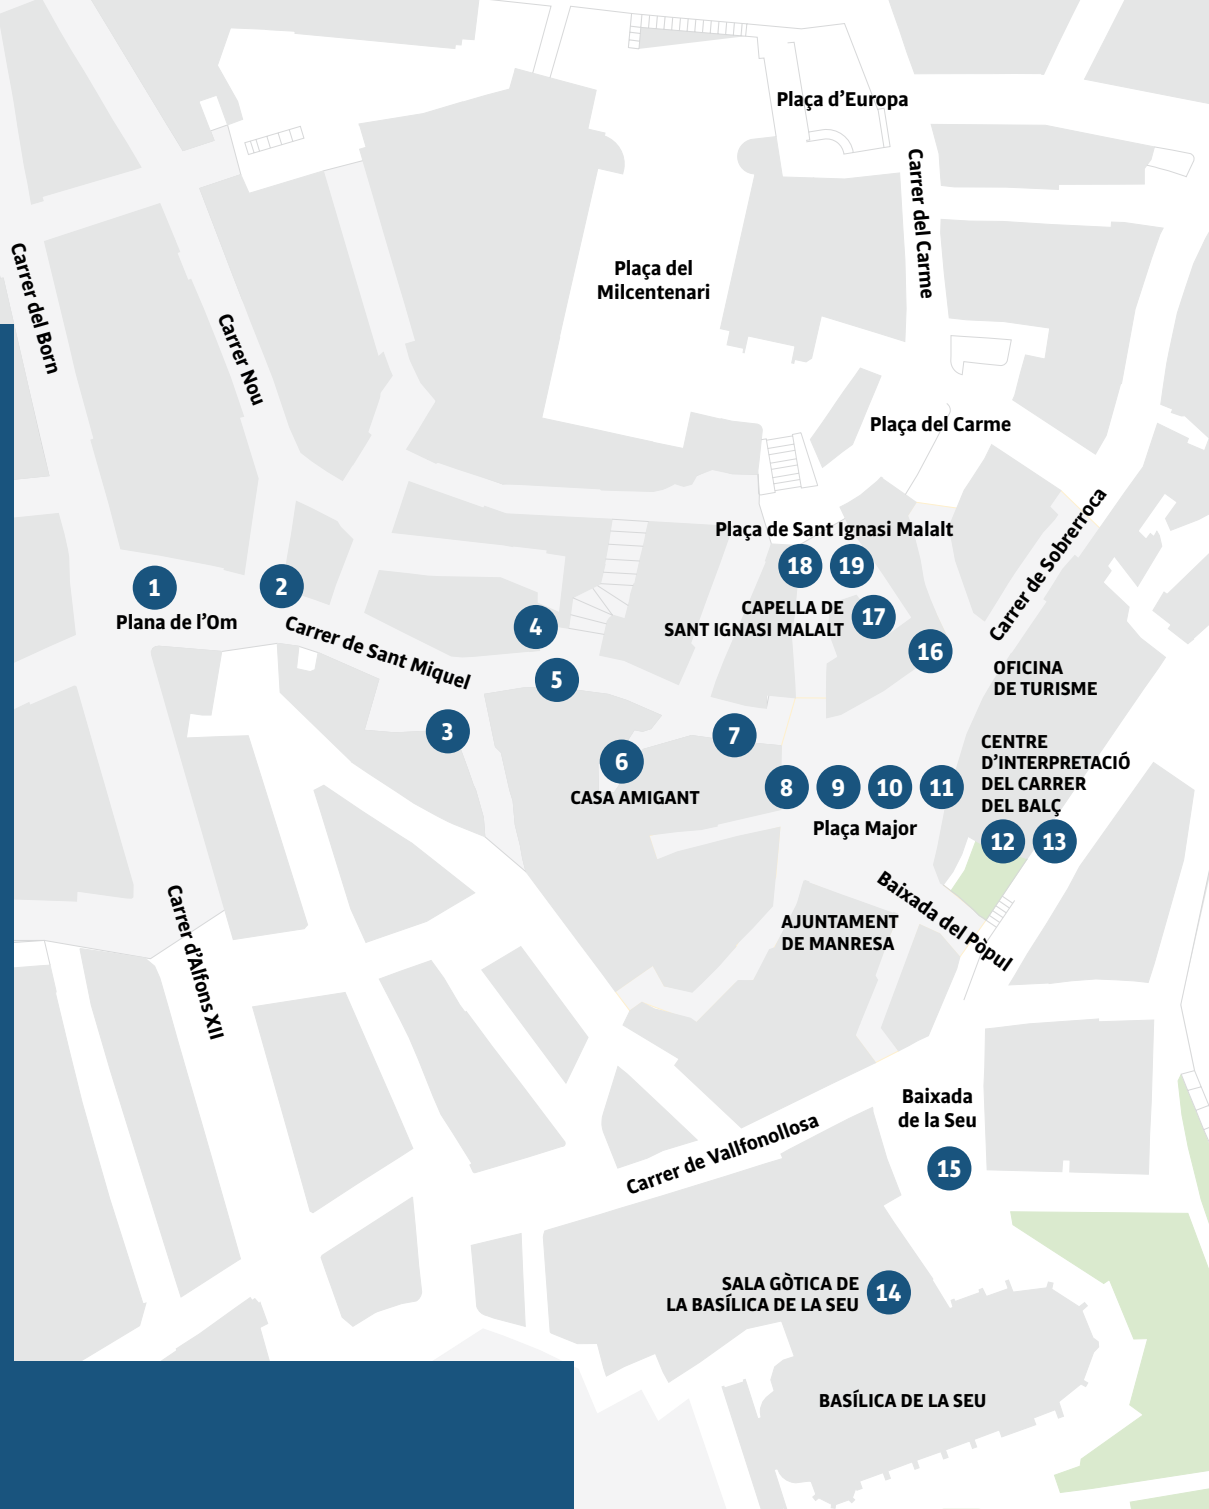 Plaça d'Europa
Carrer del Carme
Carrer del Born
Plaça del
Milcentenari
Carrer Nou
Plaça del Carme
Carrer de Sobrerroca
Plaça de Sant Ignasi Malalt
18 19
1
2
Plana de l'Om
CAPELLA DE
SANT IGNASI MALALT
17
4
Carrer de Sant Miquel
16
5
OFICINA
DE TURISME
3
7
6
CASA AMIGANT
CENTRE
D'INTERPRETACIÓ
DEL CARRER
DEL BALÇ
8 9 10 11
Plaça Major
12 13
Baixada del Pòpul
AJUNTAMENT
DE MANRESA
Carrer d'Alfons XII
Baixada
de la Seu
Carrer de Vallfonollosa
15
SALA GÒTICA DE
LA BASÍLICA DE LA SEU
14
BASÍLICA DE LA SEU